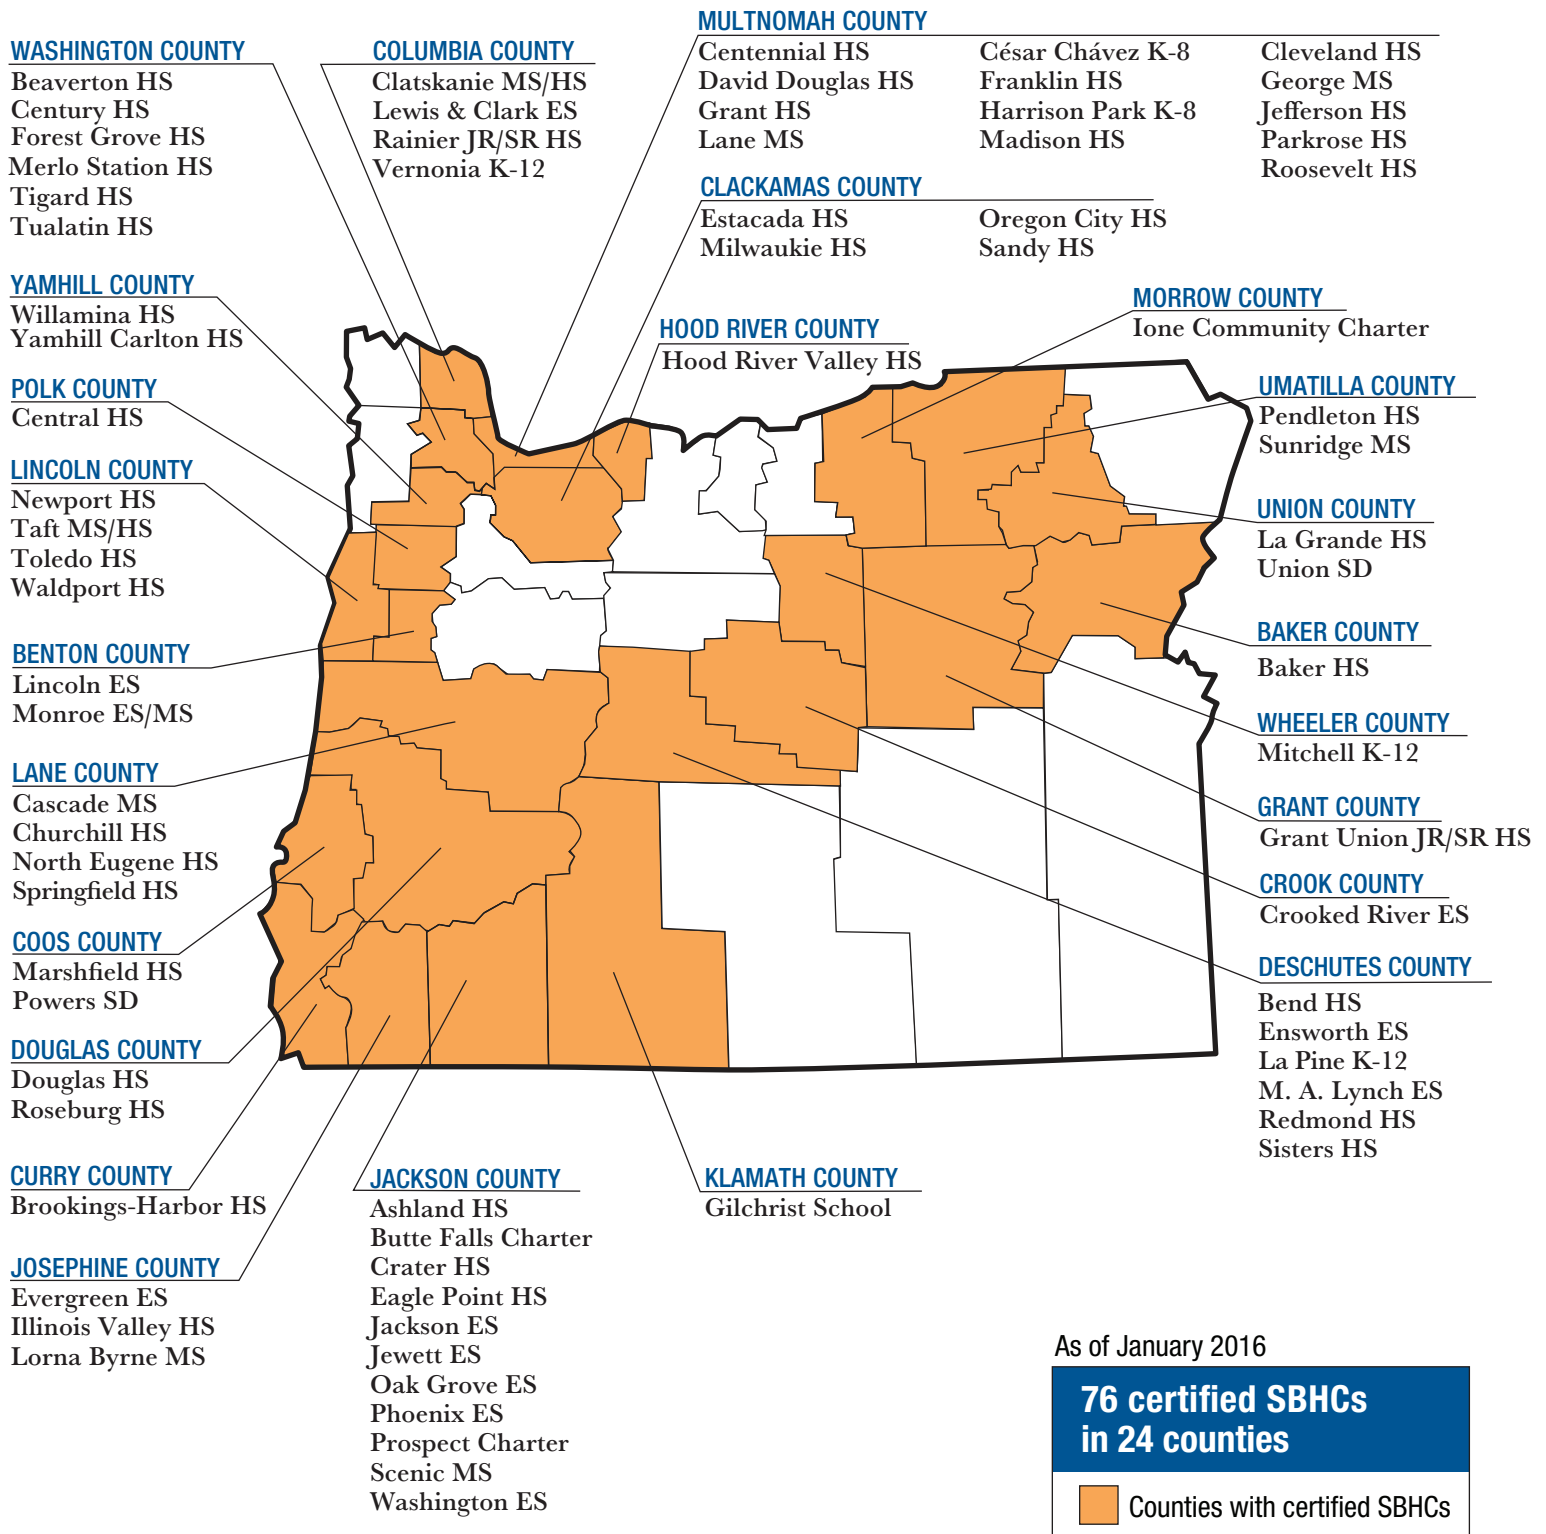 MULTNOMAH COUNTY
Centennial HS
David Douglas HS
Grant HS
Lane MS
César Chávez K-8
Franklin HS
Harrison Park K-8
Madison HS
Cleveland HS
George MS
Jefferson HS
Parkrose HS
Roosevelt HS
WASHINGTON COUNTY
Beaverton HS
Century HS
Forest Grove HS
Merlo Station HS
Tigard HS
Tualatin HS
COLUMBIA COUNTY
Clatskanie MS/HS
Lewis & Clark ES
Rainier JR/SR HS
Vernonia K-12
CLACKAMAS COUNTY
Estacada HS
Milwaukie HS
Oregon City HS
Sandy HS
YAMHILL COUNTY
Willamina HS
Yamhill Carlton HS
HOOD RIVER COUNTY
Hood River Valley HS
MORROW COUNTY
Ione Community Charter
POLK COUNTY
Central HS
UMATILLA COUNTY
Pendleton HS
Sunridge MS
LINCOLN COUNTY
Newport HS
Taft MS/HS
Toledo HS
Waldport HS
UNION COUNTY
La Grande HS
Union SD
BENTON COUNTY
Lincoln ES
Monroe ES/MS
BAKER COUNTY
Baker HS
WHEELER COUNTY
Mitchell K-12
LANE COUNTY
Cascade MS
Churchill HS
North Eugene HS
Springfield HS
GRANT COUNTY
Grant Union JR/SR HS
CROOK COUNTY
Crooked River ES
COOS COUNTY
Marshfield HS
Powers SD
DESCHUTES COUNTY
Bend HS
Ensworth ES
La Pine K-12
M. A. Lynch ES
Redmond HS
Sisters HS
DOUGLAS COUNTY
Douglas HS
Roseburg HS
CURRY COUNTY
Brookings-Harbor HS
JACKSON COUNTY
Ashland HS
Butte Falls Charter
Crater HS
Eagle Point HS
Jackson ES
Jewett ES
Oak Grove ES
Phoenix ES
Prospect Charter
Scenic MS
Washington ES
KLAMATH COUNTY
Gilchrist School
JOSEPHINE COUNTY
Evergreen ES
Illinois Valley HS
Lorna Byrne MS
As of January 2016
76 certified SBHCs
in 24 counties
Counties with certified SBHCs